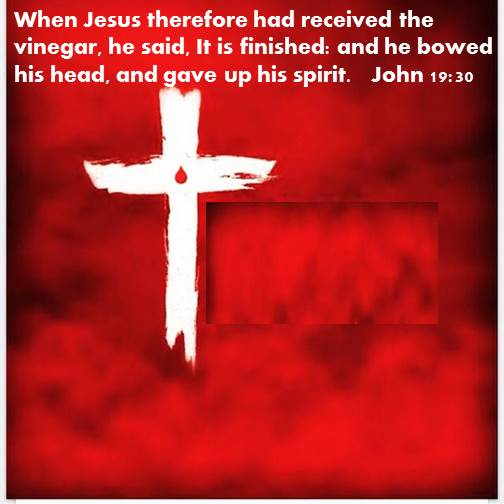 When Jesus therefore had received the
vinegar, he said, It is finished: and he bowed
his head, and gave up his spirit. John 19:30